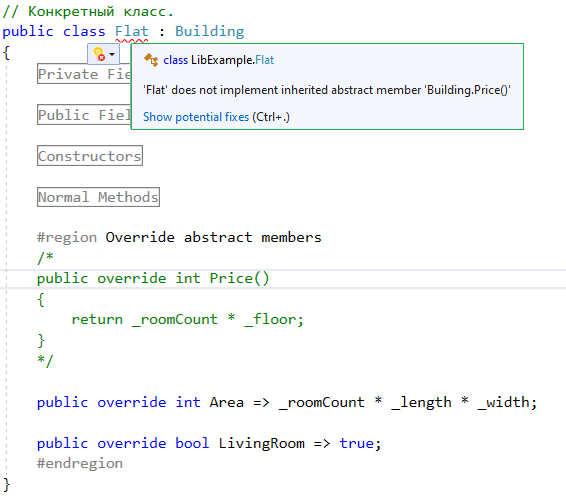 // Конкретный класс.
public class Flat : Building
{
class LibExample.Flat
'Flat' does not implement inherited abstract member 'Building.Price()'
Show potential fixes (Ctrl+.)
Private Fie
Public Fiel
Constructors
Normal Methods
#region Override abstract members
/*
public override int Price()
{
return _roomCount * _floor;
}
*/
public override int Area => _roomCount * _length * _width;
public override bool LivingRoom => true;
#endregion
}